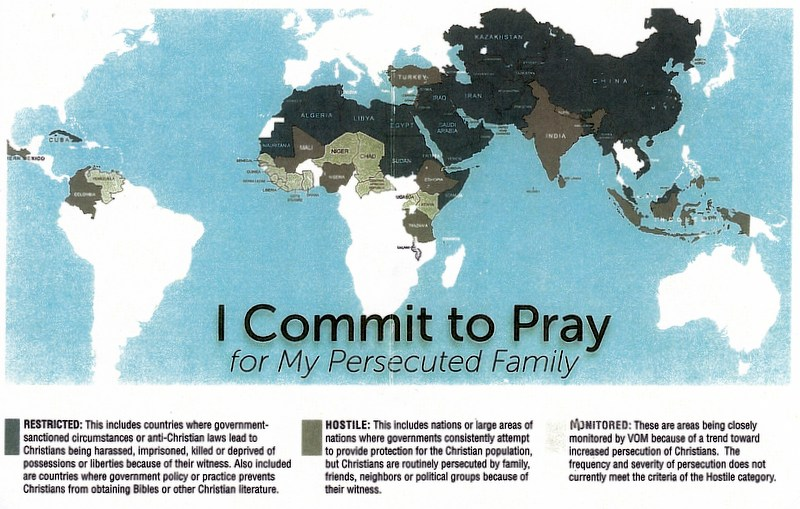 KAZAKHSTAN
TURKEY
CHINA
IRAQ
IRAN
ALGERIA
LIBYA
EGYPT
SAUDI
ARABIA
INDIA
CUBA
MEXICO
MAURITANIA
MALI
NIGER
CHAD
SUDAN
VENEZUELA
COLOMBIA
SENEGAL
GUINEA
LIBERIA
NIGERIA
ETHIOPIA
UGANDA
KENYA
TANZANIA
I Commit to Pray
for My Persecuted Family
RESTRICTED: This includes countries where government-
sanctioned circumstances or anti-Christian laws lead to
Christians being harassed, imprisoned, killed or deprived of
possessions or liberties because of their witness. Also included
are countries where government policy or practice prevents
Christians from obtaining Bibles or other Christian literature.
HOSTILE: This includes nations or large areas of
nations where governments consistently attempt
to provide protection for the Christian population,
but Christians are routinely persecuted by family,
friends, neighbors or political groups because of
their witness.
MONITORED: These are areas being closely
monitored by VOM because of a trend toward
increased persecution of Christians. The
frequency and severity of persecution does not
currently meet the criteria of the Hostile category.